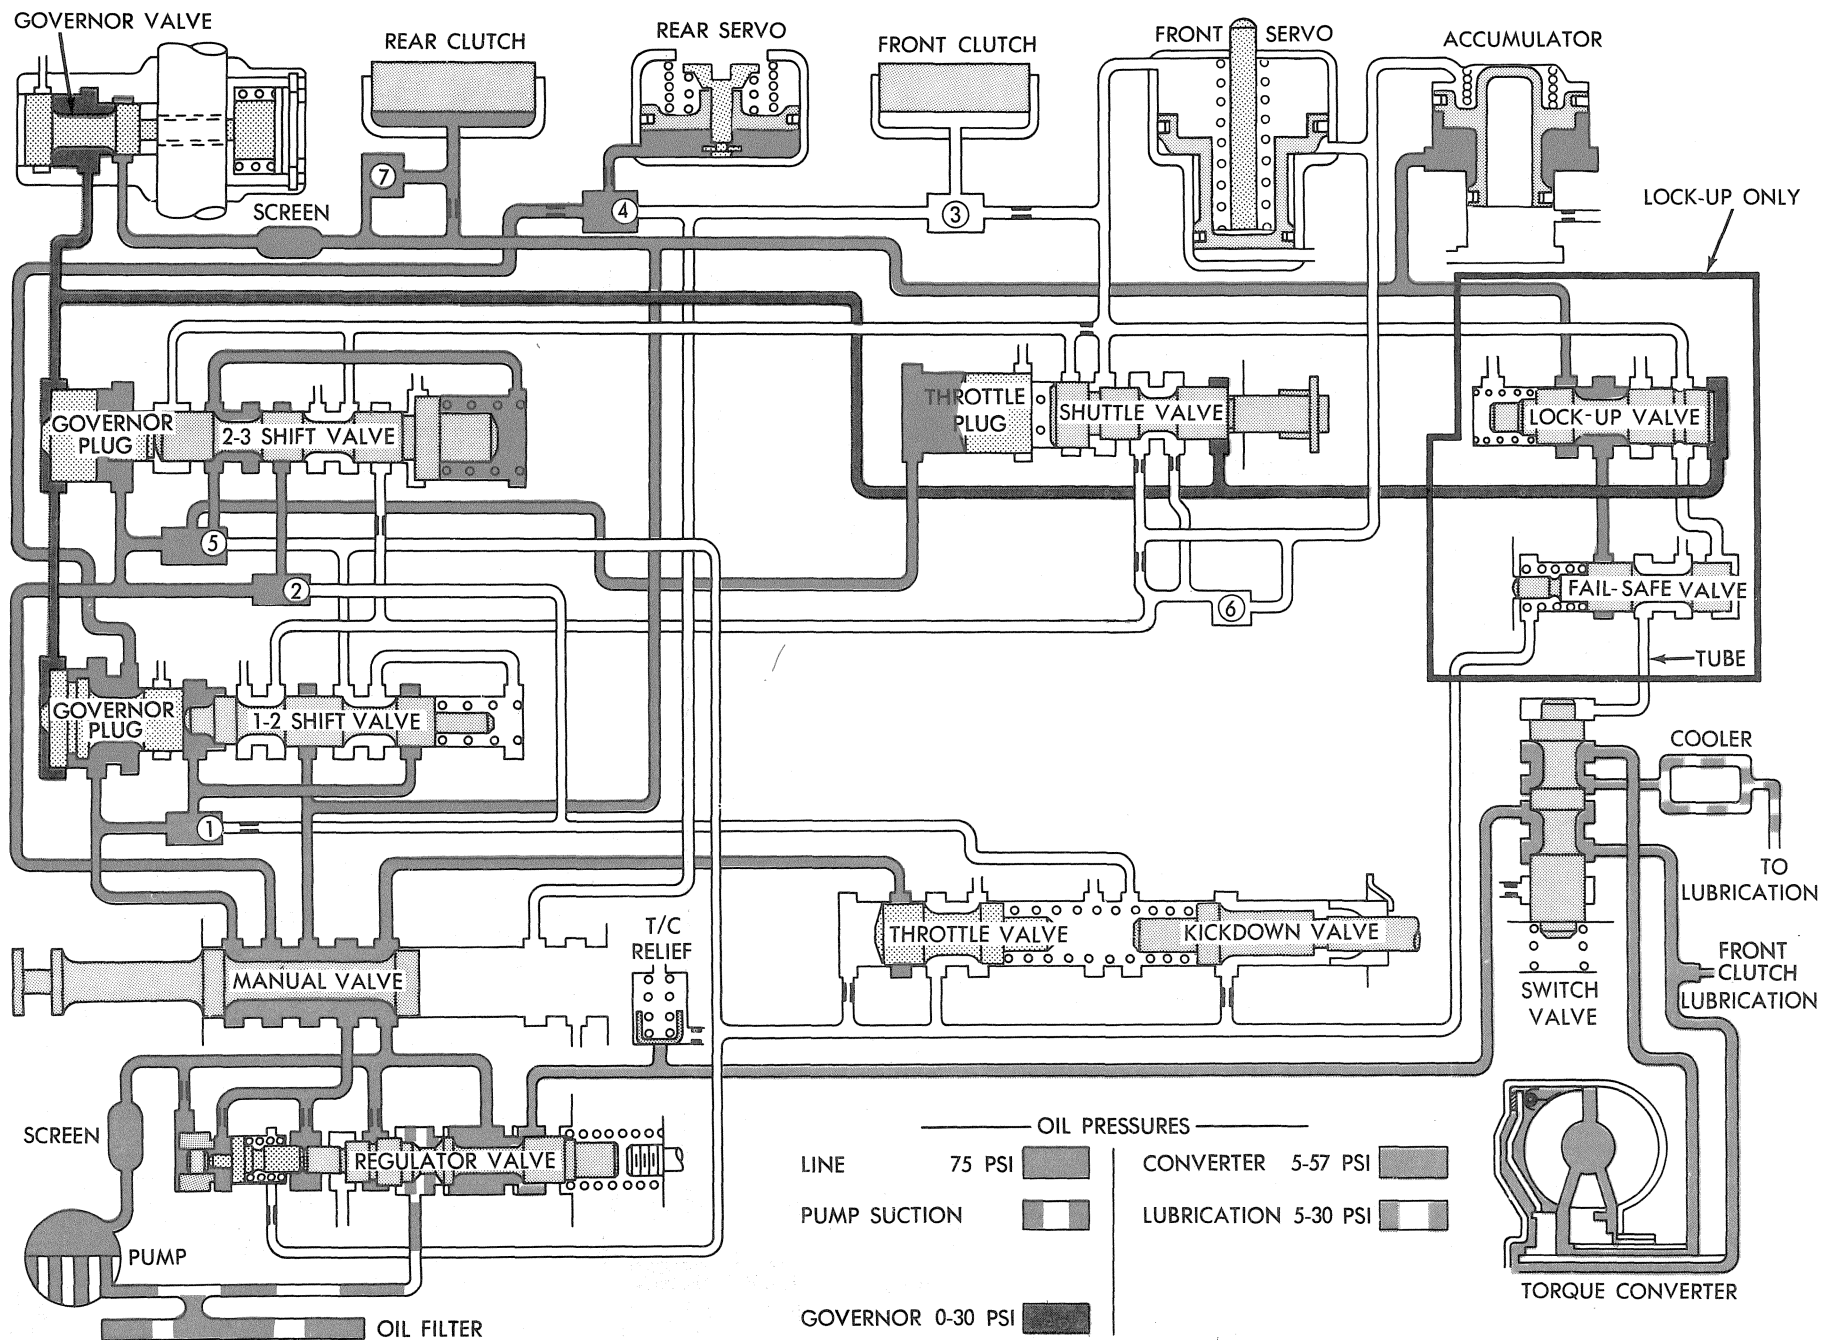 GOVERNOR VALVE
REAR CLUTCH
REAR SERVO
FRONT CLUTCH
FRONT SERVO
ACCUMULATOR
7
SCREEN
4
3
LOCK-UP ONLY
GOVERNOR
PLUG
2-3 SHIFT VALVE
THROTTLE
PLUG
SHUTTLE VALVE
LOCK-UP VALVE
5
2
6
FAIL-SAFE VALVE
TUBE
GOVERNOR
PLUG
1-2 SHIFT VALVE
1
COOLER
TO
LUBRICATION
T/C
RELIEF
THROTTLE VALVE
KICKDOWN VALVE
MANUAL VALVE
SWITCH
VALVE
FRONT
CLUTCH
LUBRICATION
SCREEN
REGULATOR VALVE
PUMP
OIL FILTER
OIL PRESSURES
LINE 75 PSI
CONVERTER 5-57 PSI
PUMP SUCTION
LUBRICATION 5-30 PSI
GOVERNOR 0-30 PSI
TORQUE CONVERTER